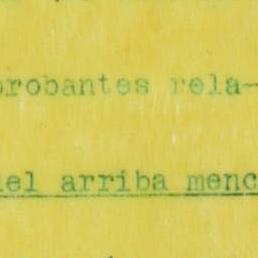 probantes rela-
del arriba menc